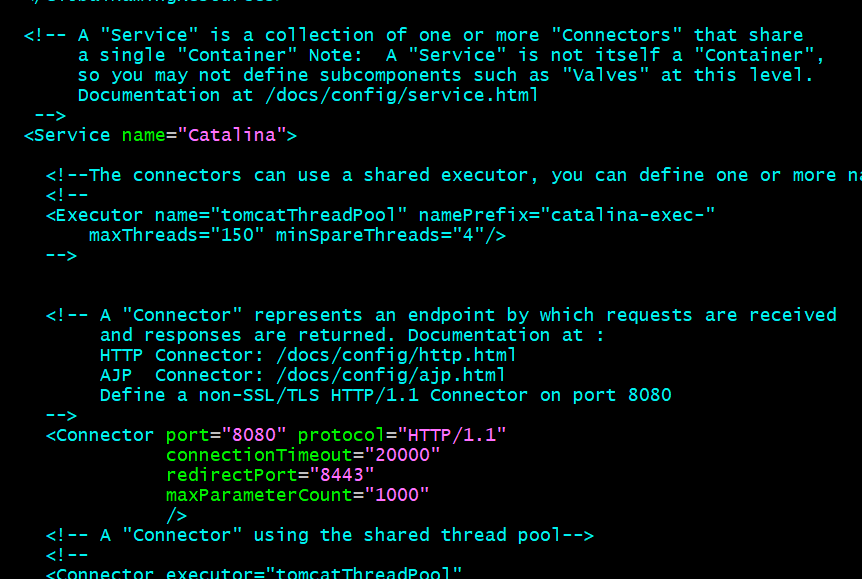 <!-- A "Service" is a collection of one or more "Connectors" that share
a single "Container" Note:  A "Service" is not itself a "Container",
so you may not define subcomponents such as "Valves" at this level.
Documentation at /docs/config/service.html
-->
<Service name="Catalina">
<!--The connectors can use a shared executor, you can define one or more
<!--
<Executor name="tomcatThreadPool" namePrefix="catalina-exec-"
maxThreads="150" minSpareThreads="4"/>
-->
<!-- A "Connector" represents an endpoint by which requests are received
and responses are returned. Documentation at :
HTTP Connector: /docs/config/http.html
AJP  Connector: /docs/config/ajp.html
Define a non-SSL/TLS HTTP/1.1 Connector on port 8080
-->
<Connector port="8080" protocol="HTTP/1.1"
connectionTimeout="20000"
redirectPort="8443"
maxParameterCount="1000"
/>
<!-- A "Connector" using the shared thread pool-->
<!--
<Connector executor="tomcatThreadPool"